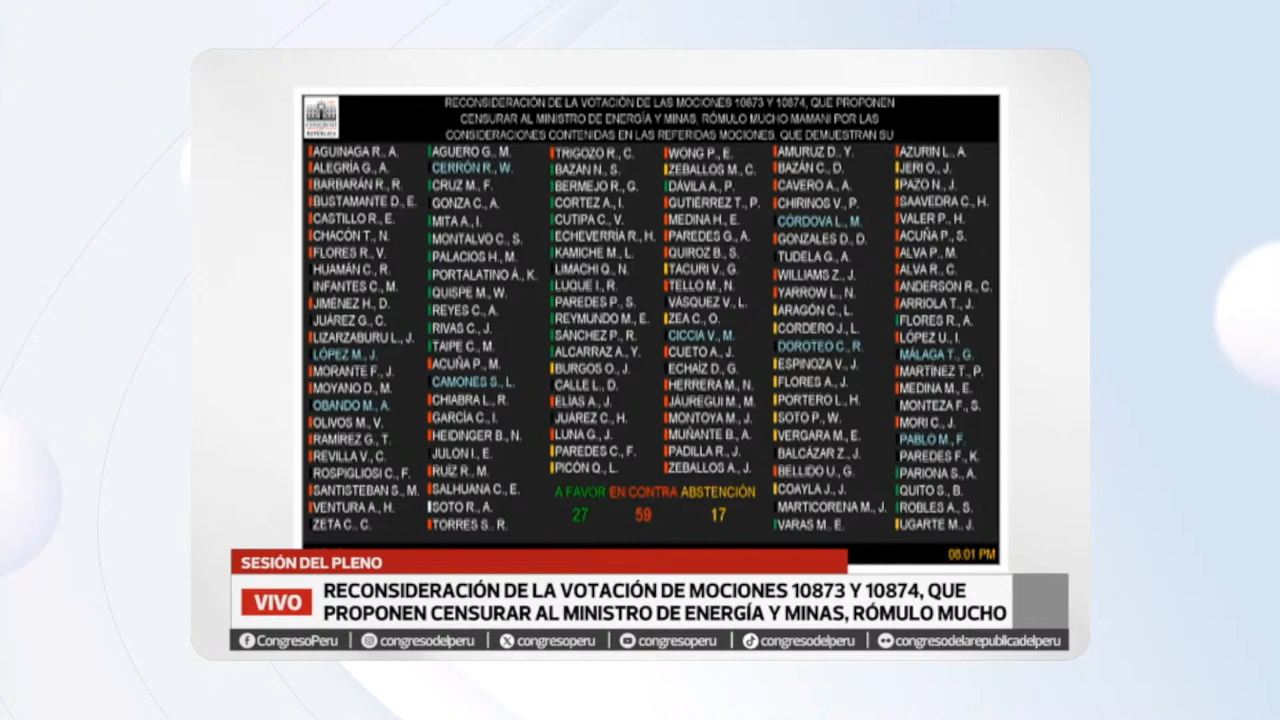 RECONSIDERACIÓN DE LA VOTACIÓN DE LAS MOCIONES 10873 Y 10874, QUE PROPONEN
CENSURAR AL MINISTRO DE ENERGÍA Y MINAS, RÓMULO MUCHO MAMANI POR LAS
CONSIDERACIONES CONTENIDAS EN LAS REFERIDAS MOCIONES, QUE DEMUESTRAN SU
CONGRESO
REPÚBLICA
AGUINAGA R., A.
ALEGRÍA G., A.
BARBARÁN R., R.
BUSTAMANTE D., E.
CASTILLO R., E.
CHACÓN T., N.
FLORES R., V.
HUAMÁN C., R.
INFANTES C., M.
JIMÉNEZ H., D.
JUÁREZ G., C.
LIZARZABURU L., J.
LÓPEZ M., J.
MORANTE F., J.
MOYANO D., M.
OBANDO M., A.
OLIVOS M., V.
RAMÍREZ G., T.
REVILLA V., C.
ROSPIGLIOSI C., F.
SANTISTEBAN S., M.
VENTURA A., H.
ZETA C., C.
AGUERO G., M.
CERRÓN R., W.
CRUZ M., F.
GONZA C., A.
MITA A., I.
MONTALVO C., S.
PALACIOS H., M.
PORTALATINO Á., K.
QUISPE M., W.
REYES C., A.
RIVAS C., J.
TAIPE C., M.
ACUÑA P., M.
CAMONES S., L.
CHIABRA L., R.
GARCÍA C., I.
HEIDINGER B., N.
JULON I., E.
RUÍZ R., M.
SALHUANA C., E.
SOTO R., A.
TORRES S., R.
TRIGOZO R., C.
BAZÁN N., S.
BERMEJO R., G.
CORTEZ A., I.
CUTIPA C., V.
ECHEVERRÍA R., H.
KAMICHE M., L.
LIMACHI Q., N.
LUQUE I., R.
PAREDES P., S.
REYMUNDO M., E.
SÁNCHEZ P., R.
ALCARRAZ A., Y.
BURGOS O., J.
CALLE L., D.
ELÍAS A., J.
JUÁREZ C., H.
LUNA G., J.
PAREDES C., F.
PICÓN Q., L.
WONG P., E.
ZEBALLOS M., C.
DÁVILA A., P.
GUTIÉRREZ T., P.
MEDINA H., E.
PAREDES G., A.
QUIROZ B., S.
TACURI V., G.
TELLO M., N.
VÁSQUEZ V., L.
ZEA C., O.
CICCIA V., M.
CUETO A., J.
ECHAÍZ D., G.
HERRERA M., N.
JÁUREGUI M., M.
MONTOYA M., J.
MUÑANTE B., A.
PADILLA R., J.
ZEBALLOS A., J.
A FAVOR EN CONTRA ABSTENCIÓN
27 59 17
AMURUZ D., Y.
BAZÁN C., D.
CAVERO A., A.
CHIRINOS V., P.
CÓRDOVA L., M.
GONZALES D., D.
TUDELA G., A.
WILLIAMS Z., J.
YARROW L., N.
ARAGÓN C., L.
CORDERO J., L.
DOROTEO C., R.
ESPINOZA V., J.
FLORES A., J.
PORTERO L., H.
SOTO P., W.
VERGARA M., E.
BALCÁZAR Z., J.
BELLIDO U., G.
COAYLA J., J.
MARTICORENA M., J.
VARAS M., E.
AZURIN L., A.
JERI O., J.
PAZO N., J.
SAAVEDRA C., H.
VALER P., H.
ACUÑA P., S.
ALVA P., M.
ALVA R., C.
ANDERSON R., C.
ARRIOLA T., J.
FLORES R., A.
LÓPEZ U., I.
MÁLAGA T., G.
MARTÍNEZ T., P.
MEDINA M., E.
MONTEZA F., S.
MORI C., J.
PABLO M., F.
PAREDES F., K.
PARIONA S., A.
QUITO S., B.
ROBLES A., S.
UGARTE M., J.
08:01 PM
SESIÓN DEL PLENO
VIVO
RECONSIDERACIÓN DE LA VOTACIÓN DE MOCIONES 10873 Y 10874, QUE
PROPONEN CENSURAR AL MINISTRO DE ENERGÍA Y MINAS, RÓMULO MUCHO
CongresoPeru | congresodelperu | congresoperu | congresoperu | congresodelperu | congresodelarepublicadelperu